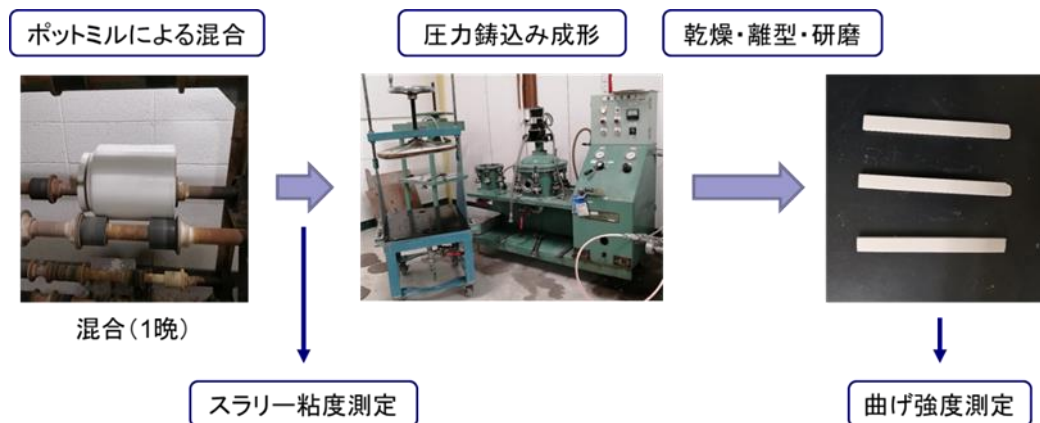 ポットミルによる混合
圧力鋳込み成形
乾燥・離型・研磨
混合(1晩)
スラリー粘度測定
曲げ強度測定